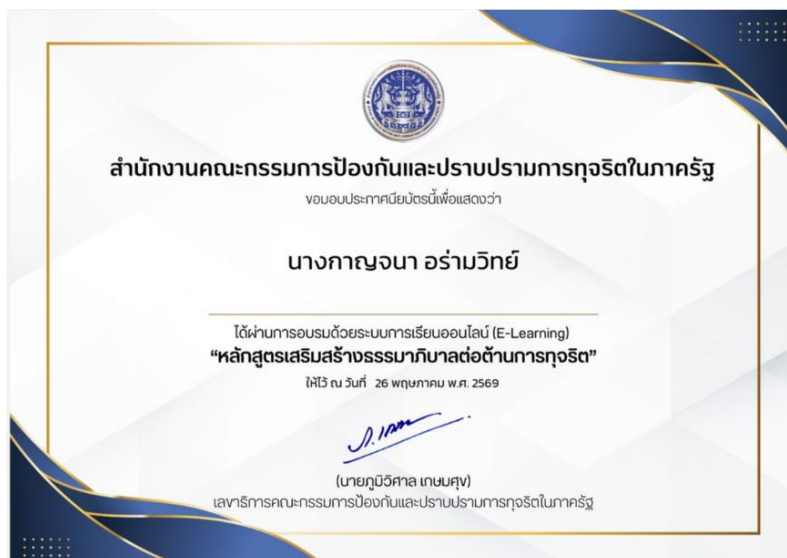 สำนักงานคณะกรรมการป้องกันและปราบปรามการทุจริตในภาครัฐ
ขอมอบประกาศนียบัตรนี้เพื่อแสดงว่า
นางกาญจนา อร่ามวิทย์
ได้ผ่านการอบรมด้วยระบบการเรียนออนไลน์ (E-Learning)
“หลักสูตรเสริมสร้างธรรมาภิบาลต่อต้านการทุจริต”
ให้ไว้ ณ วันที่ 26 พฤษภาคม พ.ศ. 2569
(นายภูมิวิศาล เกษมศุข)
เลขาธิการคณะกรรมการป้องกันและปราบปรามการทุจริตในภาครัฐ